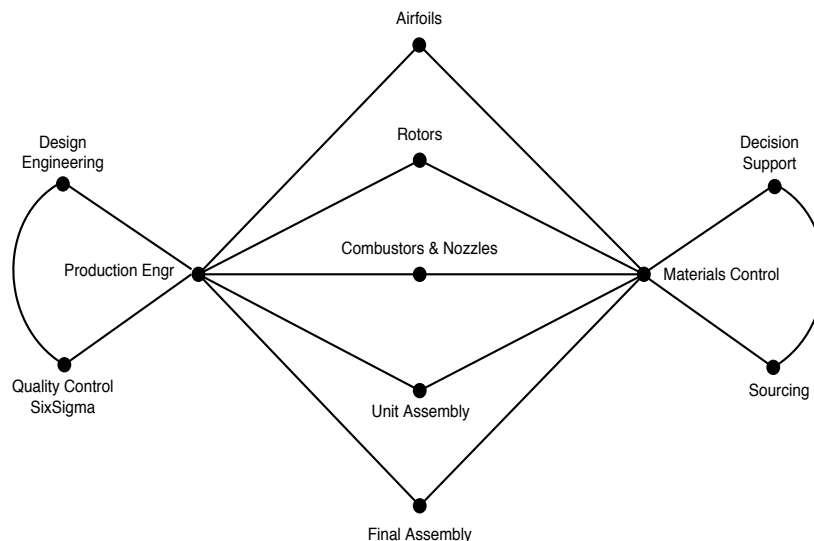 Airfoils
Rotors
Design
Engineering
Decision
Support
Combustors & Nozzles
Production Engr
Materials Control
Quality Control
SixSigma
Unit Assembly
Sourcing
Final Assembly